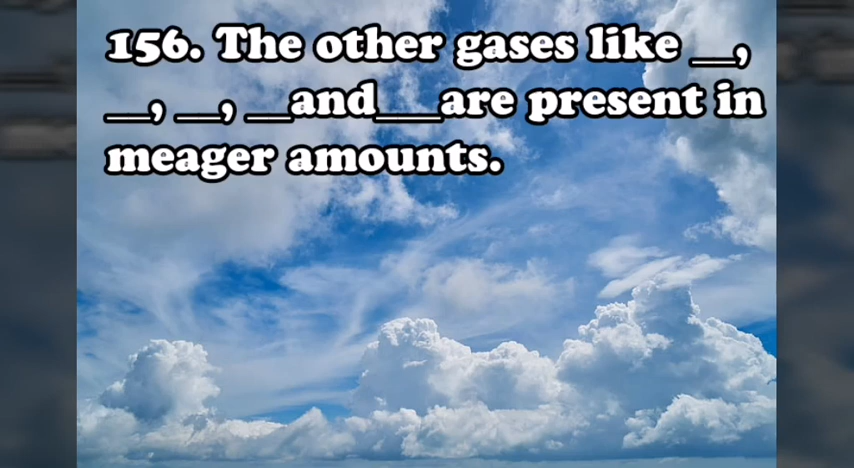 156. The other gases like __,
__, __, __and___are present in
meager amounts.